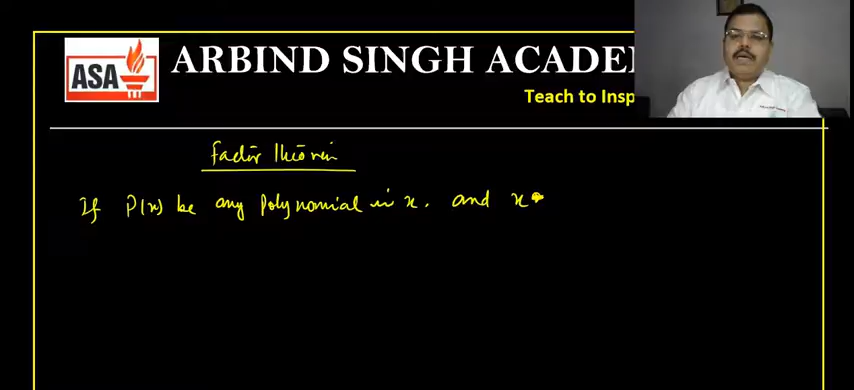 ASA ARBIND SINGH ACADE
Teach to Insp
Factor Theorem
If P(x) be any polynomial in x. and x